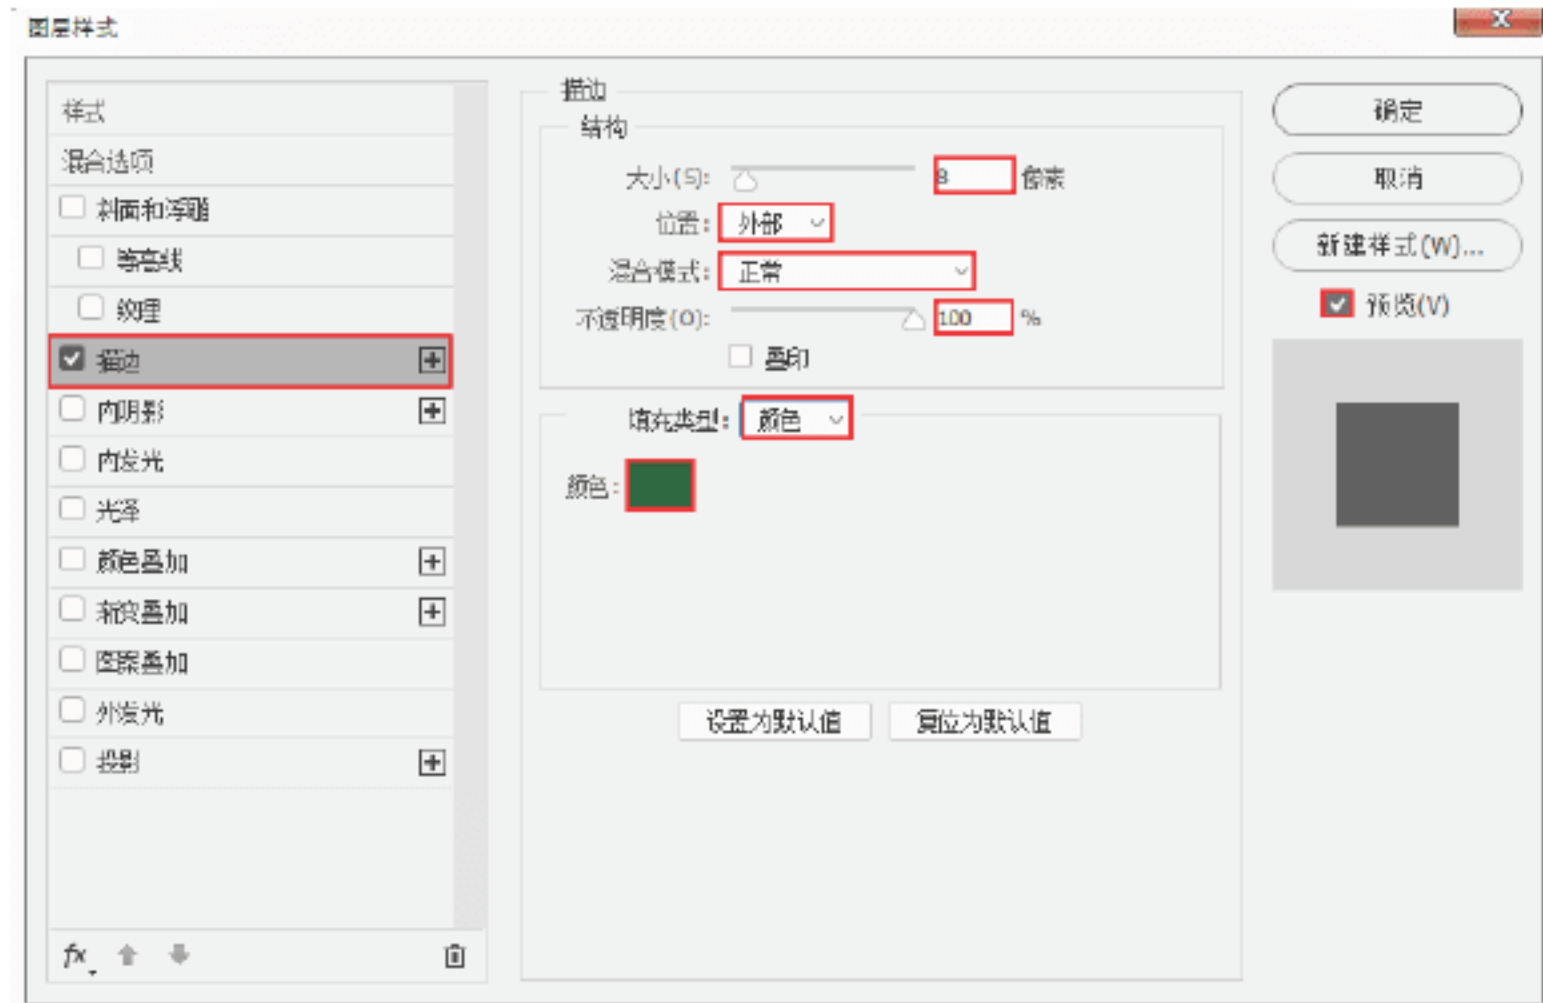 图层样式
样式
混合选项
斜面和浮雕
等高线
纹理
描边
内阴影
内发光
光泽
颜色叠加
渐变叠加
图案叠加
外发光
投影
fx
描边
结构
大小(S): 8 像素
位置: 外部
混合模式: 正常
不透明度(O): 100 %
叠印
填充类型: 颜色
颜色:
设置为默认值 复位为默认值
确定
取消
新建样式(W)...
预览(V)